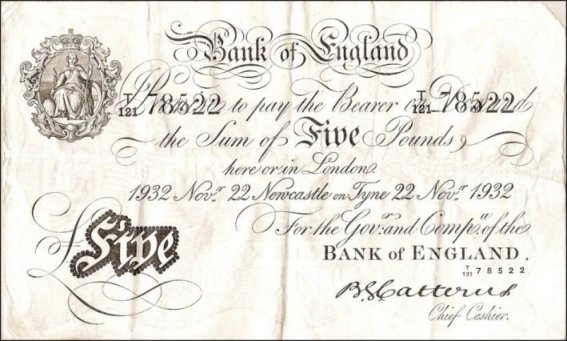 Bank of England
I Promise to pay the Bearer on Demand
T/121 78522 T/121 78522
the Sum of Five Pounds
here or in London.
1932 Novr. 22 Newcastle on Tyne 22 Novr. 1932
For the Govr. and Compa. of the
BANK of ENGLAND.
T/121 78522
£Five
B G Catterns
Chief Cashier.